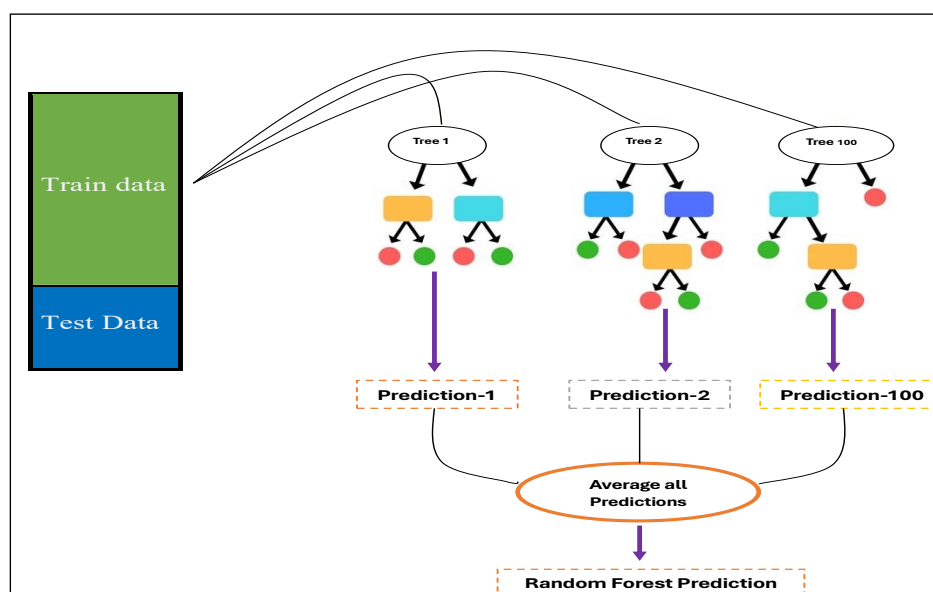 Tree 1
Tree 2
Tree 100
Train data
Test Data
Prediction-1
Prediction-2
Prediction-100
Average all
Predictions
Random Forest Prediction